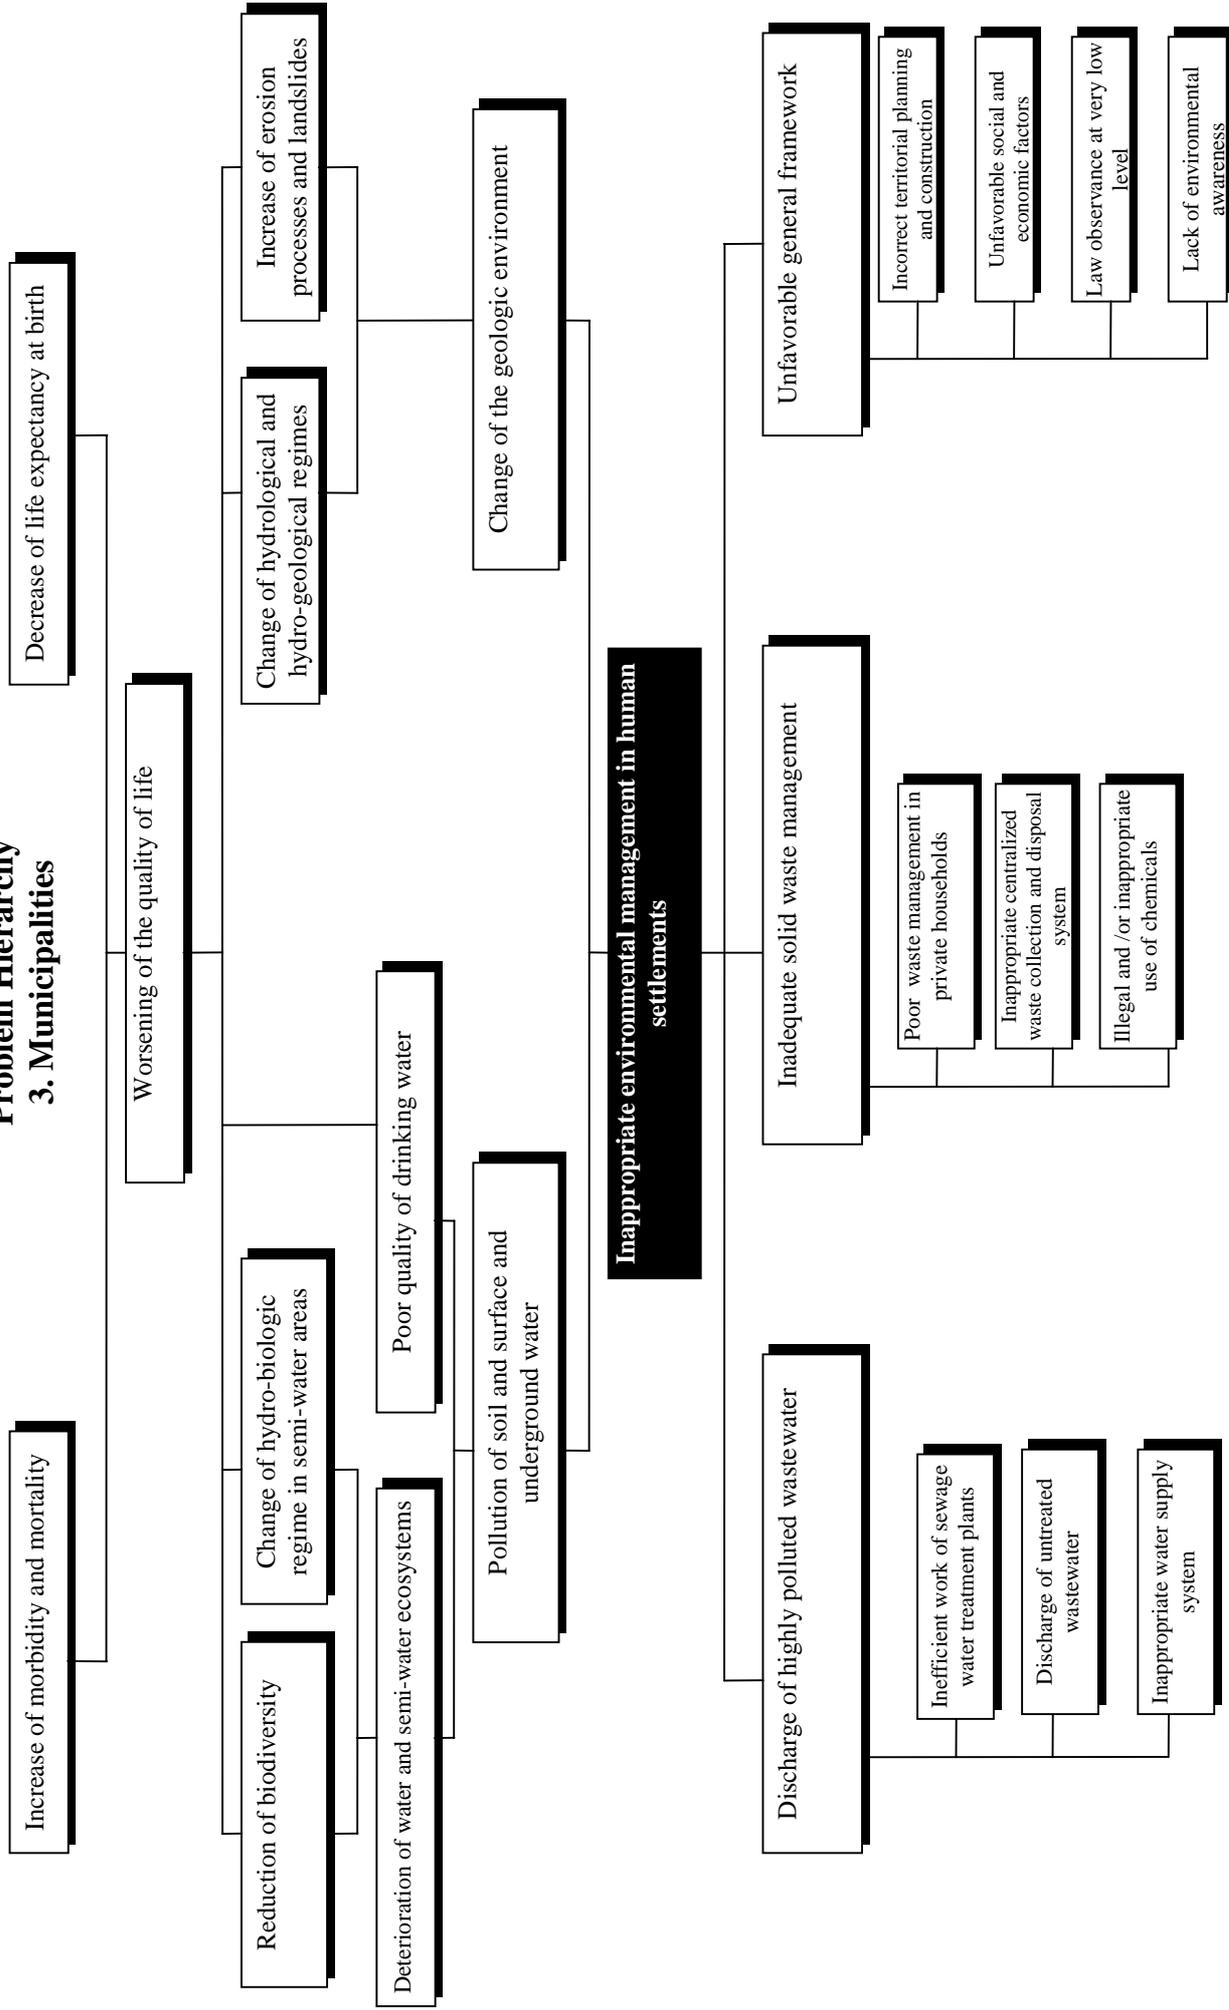 Problem Hierarchy
3. Municipalities
Increase of morbidity and mortality
Decrease of life expectancy at birth
Worsening of the quality of life
Reduction of biodiversity
Change of hydro-biologic
regime in semi-water areas
Change of hydrological and
hydro-geological regimes
Increase of erosion
processes and landslides
Deterioration of water and semi-water ecosystems
Poor quality of drinking water
Pollution of soil and surface and
underground water
Change of the geologic environment
Inappropriate environmental management in human
settlements
Discharge of highly polluted wastewater
Inefficient work of sewage
water treatment plants
Discharge of untreated
wastewater
Inappropriate water supply
system
Inadequate solid waste management
Poor waste management in
private households
Inappropriate centralized
waste collection and disposal
system
Illegal and /or inappropriate
use of chemicals
Unfavorable general framework
Incorrect territorial planning
and construction
Unfavorable social and
economic factors
Law observance at very low
level
Lack of environmental
awareness